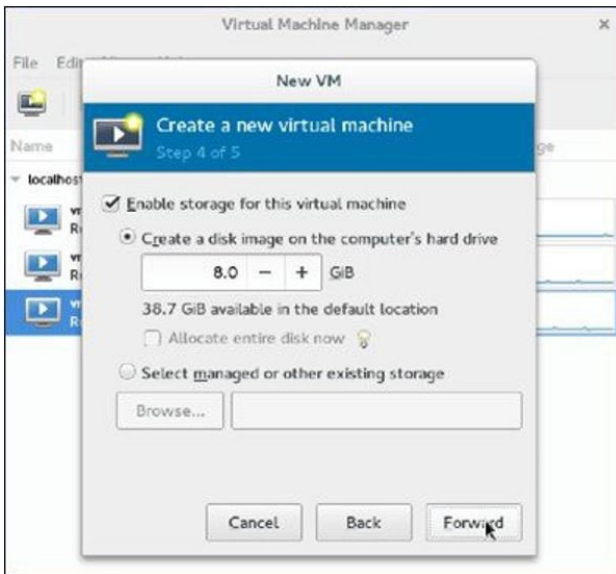 Virtual Machine Manager
File
New VM
Create a new virtual machine
Step 4 of 5
Name
Enable storage for this virtual machine
Create a disk image on the computer's hard drive
8.0 − + GiB
38.7 GiB available in the default location
Allocate entire disk now
Select managed or other existing storage
Browse...
Cancel Back Forward